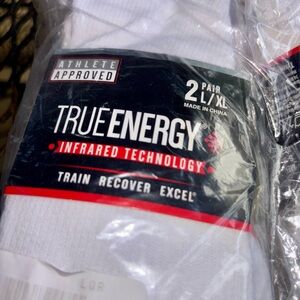 ATHLETE
APPROVED
2 PAIR
L/XL
MADE IN CHINA
TRUEENERGY®
INFRARED TECHNOLOGY
TRAIN RECOVER EXCEL